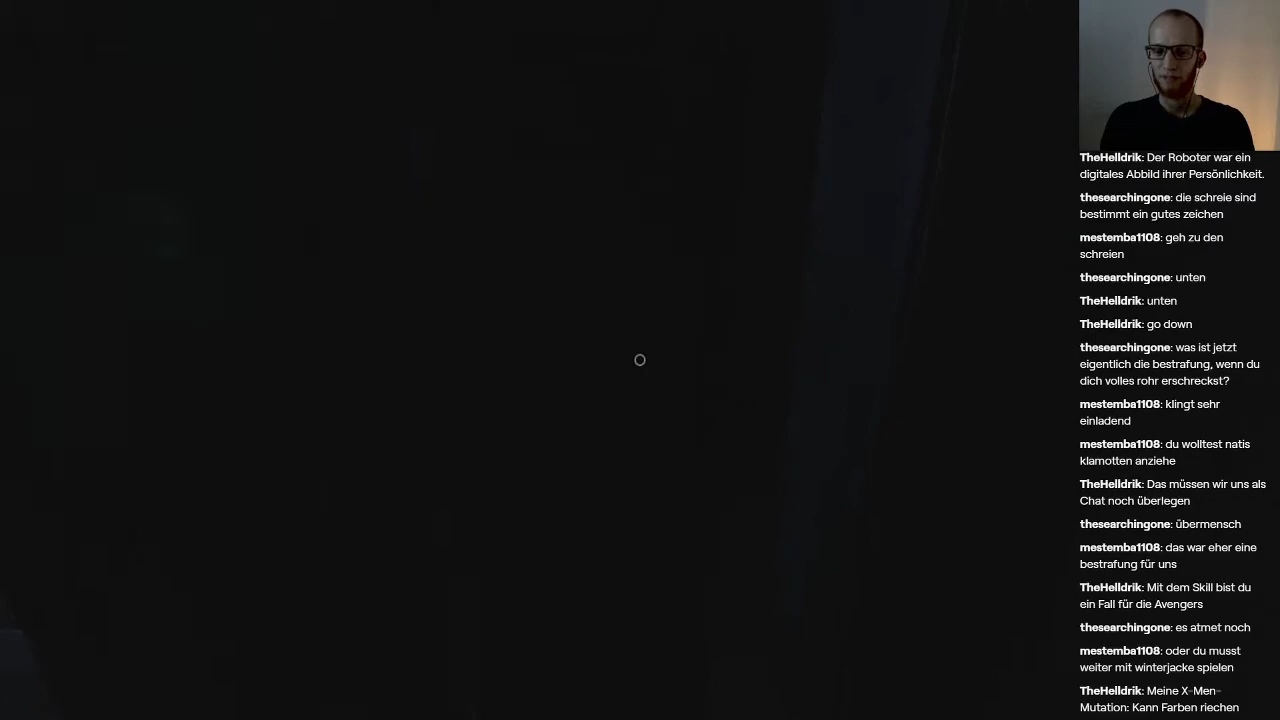 TheHelldrik: Der Roboter war ein
digitales Abbild ihrer Persönlichkeit.
thesearchingone: die schreie sind
bestimmt ein gutes zeichen
mestemba1108: geh zu den
schreien
thesearchingone: unten
TheHelldrik: unten
TheHelldrik: go down
thesearchingone: was ist jetzt
eigentlich die bestrafung, wenn du
dich volles rohr erschreckst?
mestemba1108: klingt sehr
einladend
mestemba1108: du wolltest natis
klamotten anziehe
TheHelldrik: Das müssen wir uns als
Chat noch überlegen
thesearchingone: übermensch
mestemba1108: das war eher eine
bestrafung für uns
TheHelldrik: Mit dem Skill bist du
ein Fall für die Avengers
thesearchingone: es atmet noch
mestemba1108: oder du musst
weiter mit winterjacke spielen
TheHelldrik: Meine X-Men-
Mutation: Kann Farben riechen